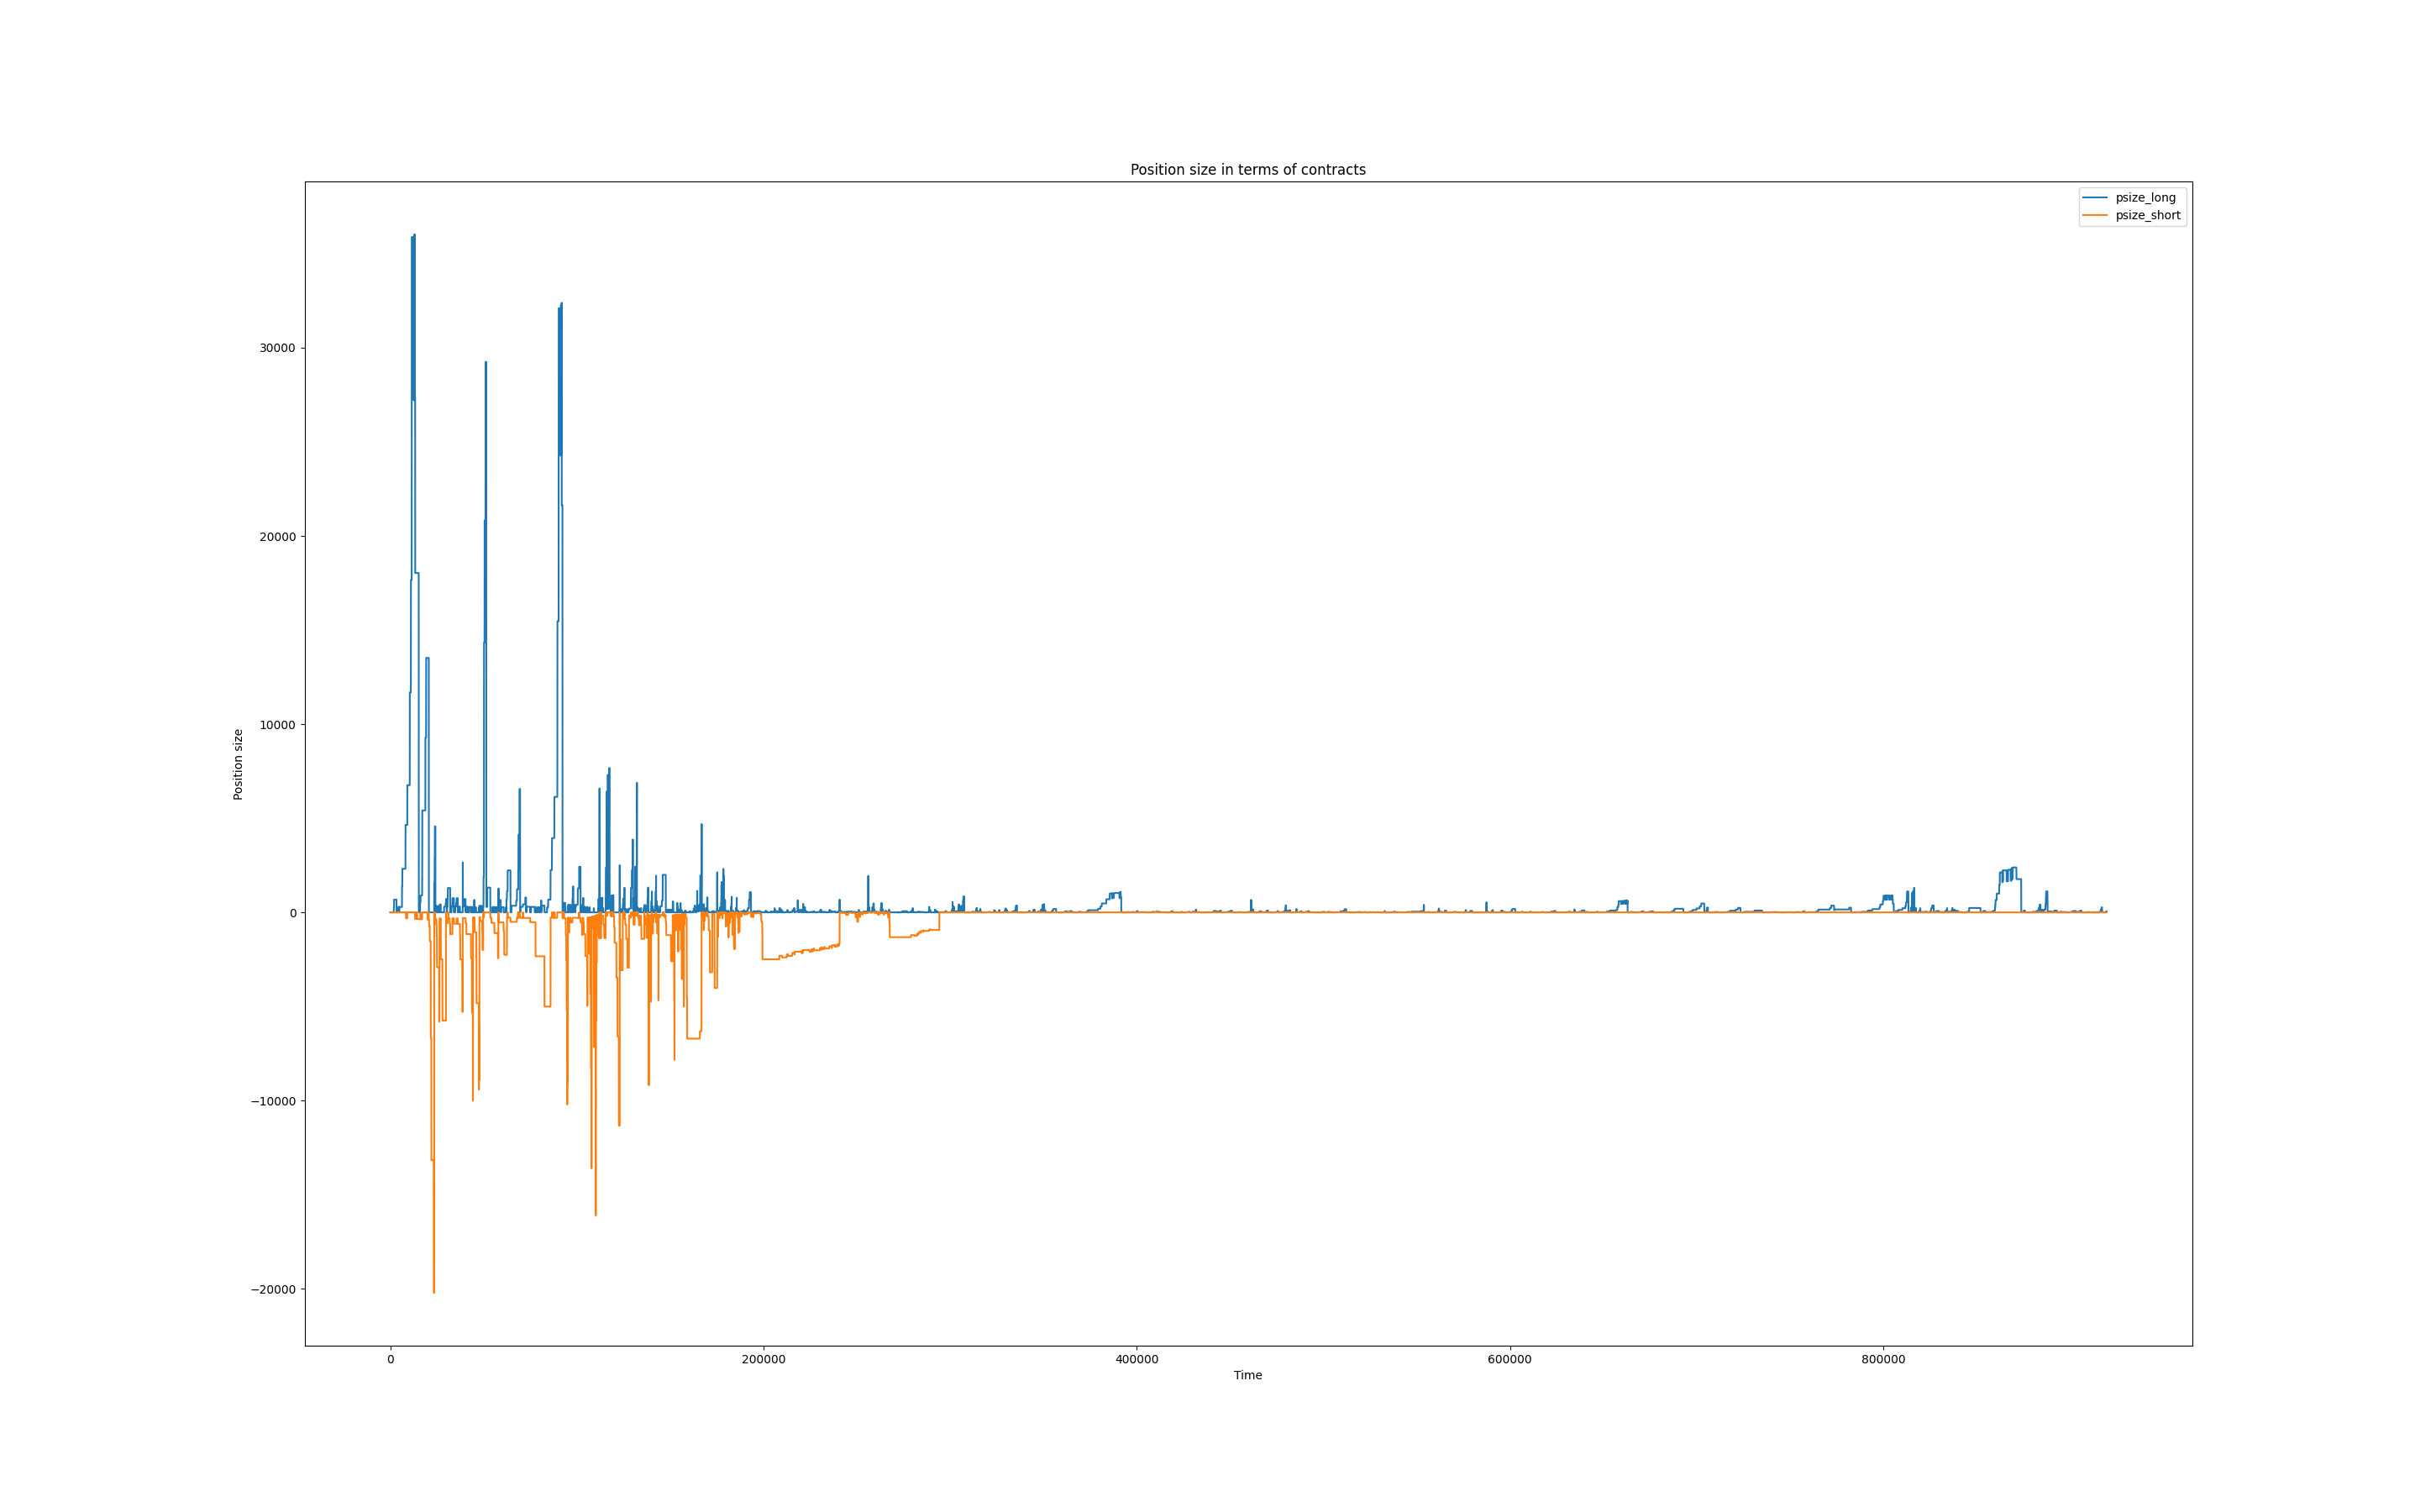 Position size in terms of contracts
psize_long
psize_short
30000
20000
10000
0
−10000
−20000
Position size
0 200000 400000 600000 800000
Time